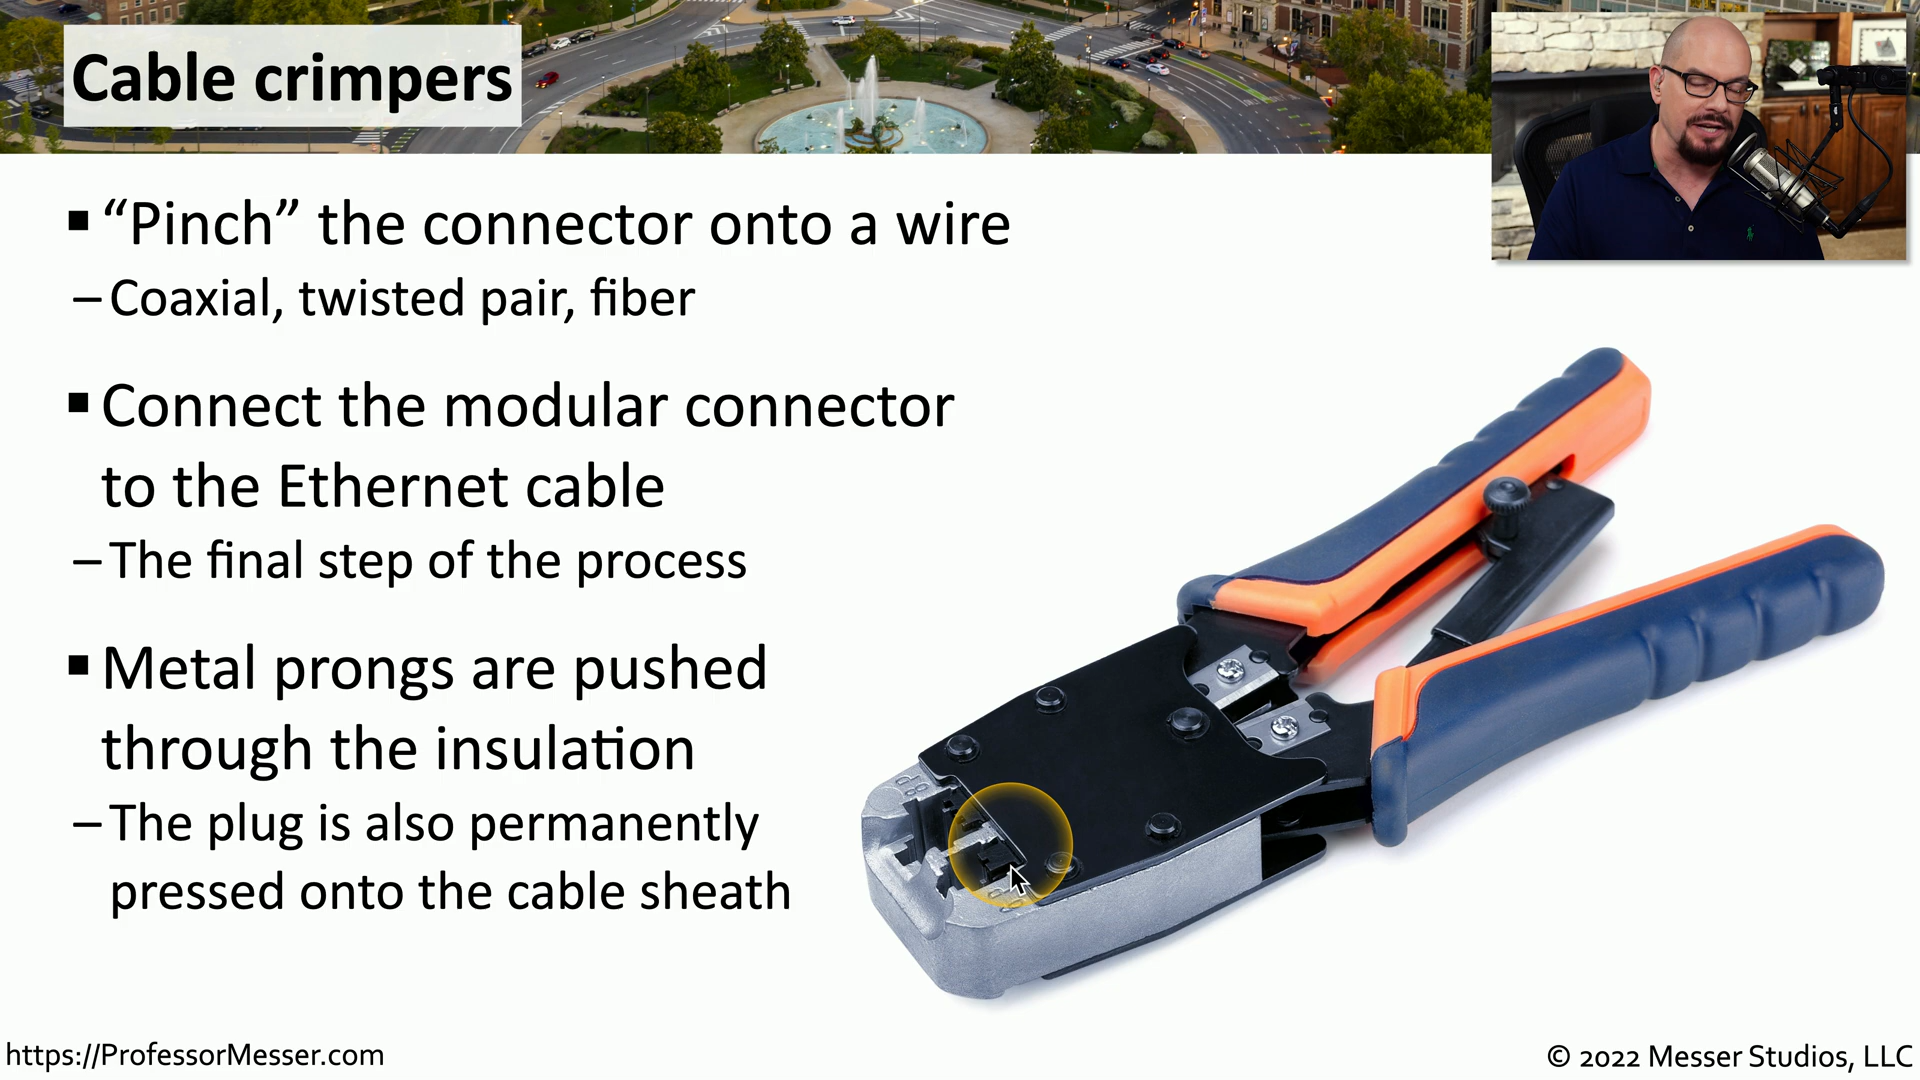 Cable crimpers
▪ “Pinch” the connector onto a wire
– Coaxial, twisted pair, fiber
▪ Connect the modular connector
to the Ethernet cable
– The final step of the process
▪ Metal prongs are pushed
through the insulation
– The plug is also permanently
pressed onto the cable sheath
8P
https://ProfessorMesser.com
© 2022 Messer Studios, LLC